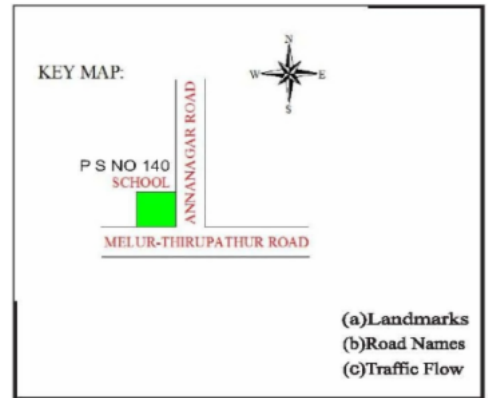 N
KEY MAP:
W E
S
ANNANAGAR ROAD
P S NO 140
SCHOOL
MELUR-THIRUPATHUR ROAD
(a)Landmarks
(b)Road Names
(c)Traffic Flow